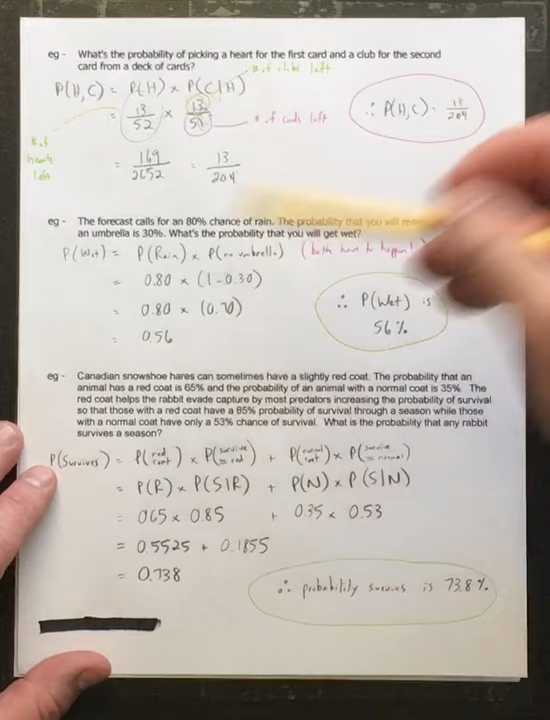 eg - What's the probability of picking a heart for the first card and a club for the second
card from a deck of cards?
# of clubs left
P(H,C) = P(H) × P(C|H)
= 13/52 × 13/51
# of cards left
∴ P(H,C) = 13/204
# of
hearts
left
= 169/2652 = 13/204
eg - The forecast calls for an 80% chance of rain. The probability that you will
an umbrella is 30%. What's the probability that you will get wet?
P(Wet) = P(Rain) × P(no umbrella) (both have to happen!)
= 0.80 × (1-0.30)
= 0.80 × (0.70)
= 0.56
∴ P(Wet) is
56%
eg - Canadian snowshoe hares can sometimes have a slightly red coat. The probability that an
animal has a red coat is 65% and the probability of an animal with a normal coat is 35%. The
red coat helps the rabbit evade capture by most predators increasing the probability of survival
so that those with a red coat have a 85% probability of survival through a season while those
with a normal coat have only a 53% chance of survival. What is the probability that any rabbit
survives a season?
P(Survives) = P(red coat) × P(survive red) + P(normal coat) × P(survive normal)
= P(R) × P(S|R) + P(N) × P(S|N)
= 0.65 × 0.85 + 0.35 × 0.53
= 0.5525 + 0.1855
= 0.738
∴ probability survives is 73.8%